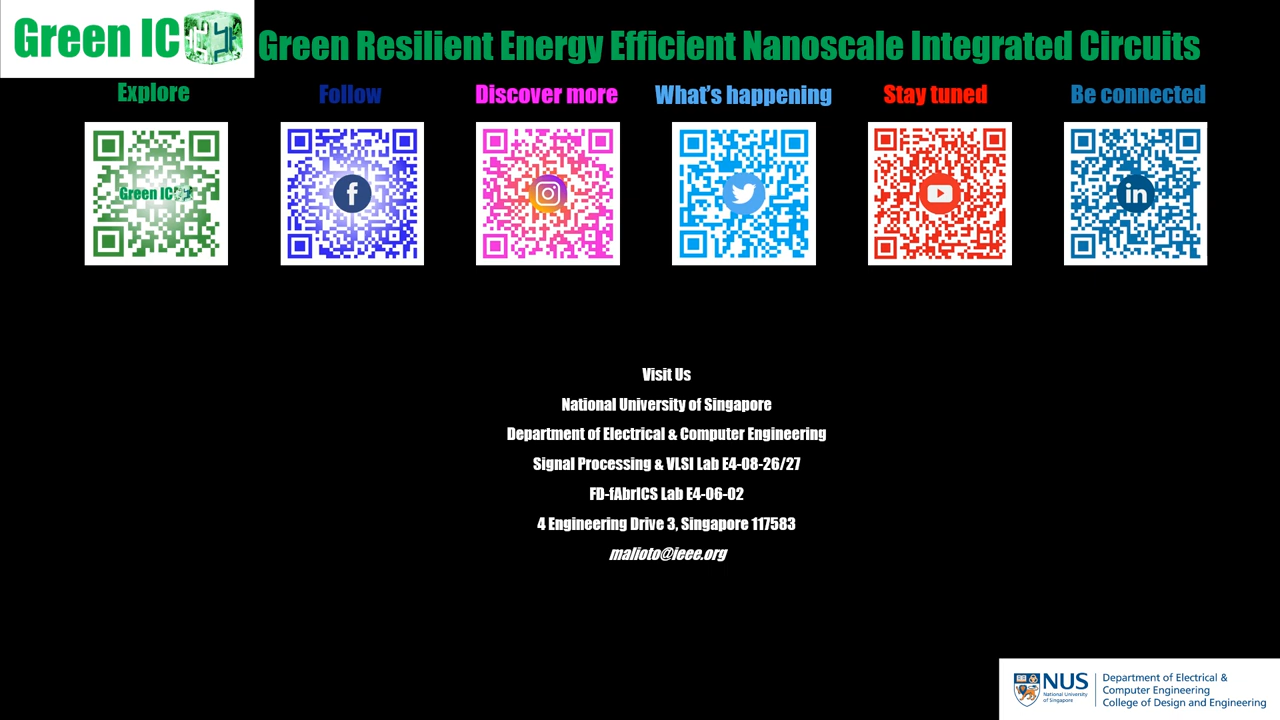 Green IC
Green Resilient Energy Efficient Nanoscale Integrated Circuits
Explore
Follow
Discover more
What's happening
Stay tuned
Be connected
Green IC
Visit Us
National University of Singapore
Department of Electrical & Computer Engineering
Signal Processing & VLSI Lab E4-08-26/27
FD-fAbrICS Lab E4-06-02
4 Engineering Drive 3, Singapore 117583
malioto@ieee.org
NUS
National University
of Singapore
Department of Electrical &
Computer Engineering
College of Design and Engineering